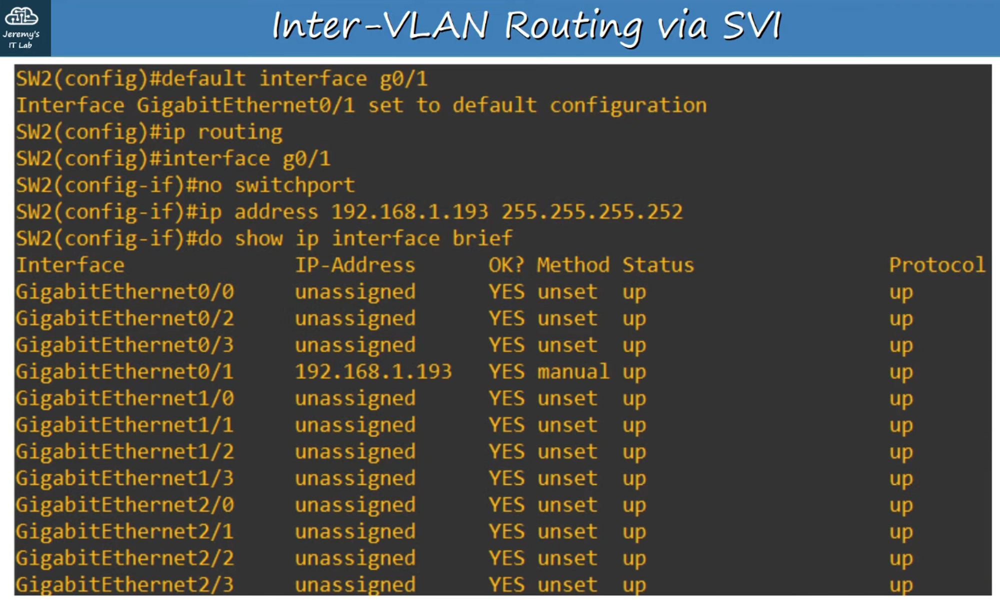 Jeremy's
IT Lab
Inter-VLAN Routing via SVI
SW2(config)#default interface g0/1
Interface GigabitEthernet0/1 set to default configuration
SW2(config)#ip routing
SW2(config)#interface g0/1
SW2(config-if)#no switchport
SW2(config-if)#ip address 192.168.1.193 255.255.255.252
SW2(config-if)#do show ip interface brief
Interface IP-Address OK? Method Status Protocol
GigabitEthernet0/0 unassigned YES unset up up
GigabitEthernet0/2 unassigned YES unset up up
GigabitEthernet0/3 unassigned YES unset up up
GigabitEthernet0/1 192.168.1.193 YES manual up up
GigabitEthernet1/0 unassigned YES unset up up
GigabitEthernet1/1 unassigned YES unset up up
GigabitEthernet1/2 unassigned YES unset up up
GigabitEthernet1/3 unassigned YES unset up up
GigabitEthernet2/0 unassigned YES unset up up
GigabitEthernet2/1 unassigned YES unset up up
GigabitEthernet2/2 unassigned YES unset up up
GigabitEthernet2/3 unassigned YES unset up up